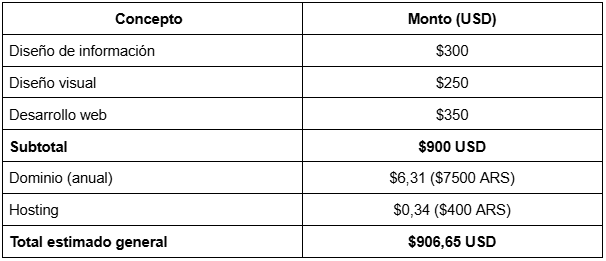 Concepto Monto (USD)
Diseño de información $300
Diseño visual $250
Desarrollo web $350
Subtotal $900 USD
Dominio (anual) $6,31 ($7500 ARS)
Hosting $0,34 ($400 ARS)
Total estimado general $906,65 USD